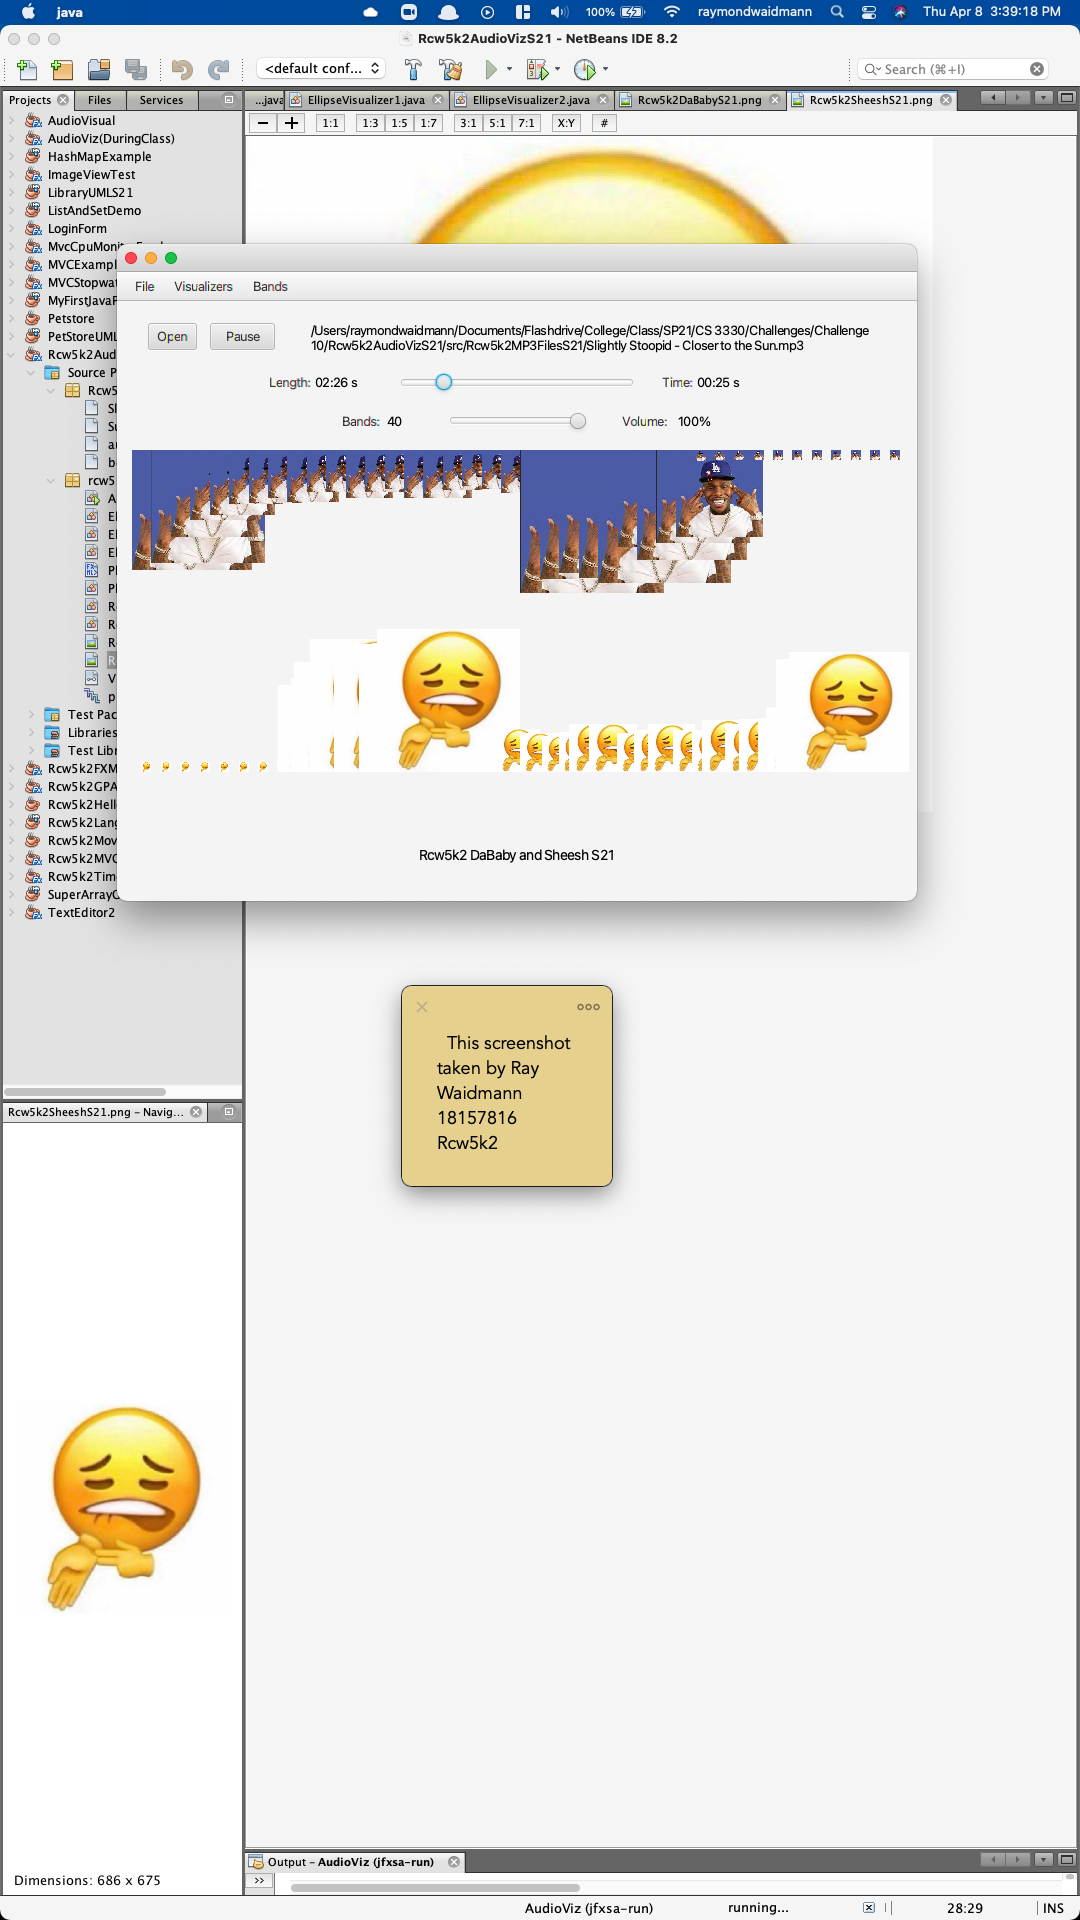 java
100%
raymondwaidmann
Thu Apr 8 3:39:18 PM
Rcw5k2AudioVizS21 - NetBeans IDE 8.2
<default conf...
Search (⌘+I)
Projects
Files
Services
...java
EllipseVisualizer1.java
EllipseVisualizer2.java
Rcw5k2DaBabyS21.png
Rcw5k2SheeshS21.png
1:1
1:3
1:5
1:7
3:1
5:1
7:1
X:Y
#
AudioVisual
AudioViz(DuringClass)
HashMapExample
ImageViewTest
LibraryUMLS21
ListAndSetDemo
LoginForm
MVCExampl
MVCStopwat
MyFirstJavaF
Petstore
PetStoreUML
Rcw5k2Aud
Source P
Rcw5
rcw5
Test Pac
Libraries
Test Libr
Rcw5k2FXM
Rcw5k2GPA
Rcw5k2Hell
Rcw5k2Lang
Rcw5k2Mov
Rcw5k2MVC
Rcw5k2Tim
SuperArray
TextEditor2
File
Visualizers
Bands
Open
Pause
/Users/raymondwaidmann/Documents/Flashdrive/College/Class/SP21/CS 3330/Challenges/Challenge
10/Rcw5k2AudioVizS21/src/Rcw5k2MP3FilesS21/Slightly Stoopid - Closer to the Sun.mp3
Length: 02:26 s
Time: 00:25 s
Bands: 40
Volume: 100%
LA
Rcw5k2 DaBaby and Sheesh S21
This screenshot
taken by Ray
Waidmann
18157816
Rcw5k2
Rcw5k2SheeshS21.png - Navig...
Dimensions: 686 x 675
Output - AudioViz (jfxsa-run)
>>
AudioViz (jfxsa-run)
running...
28:29
INS